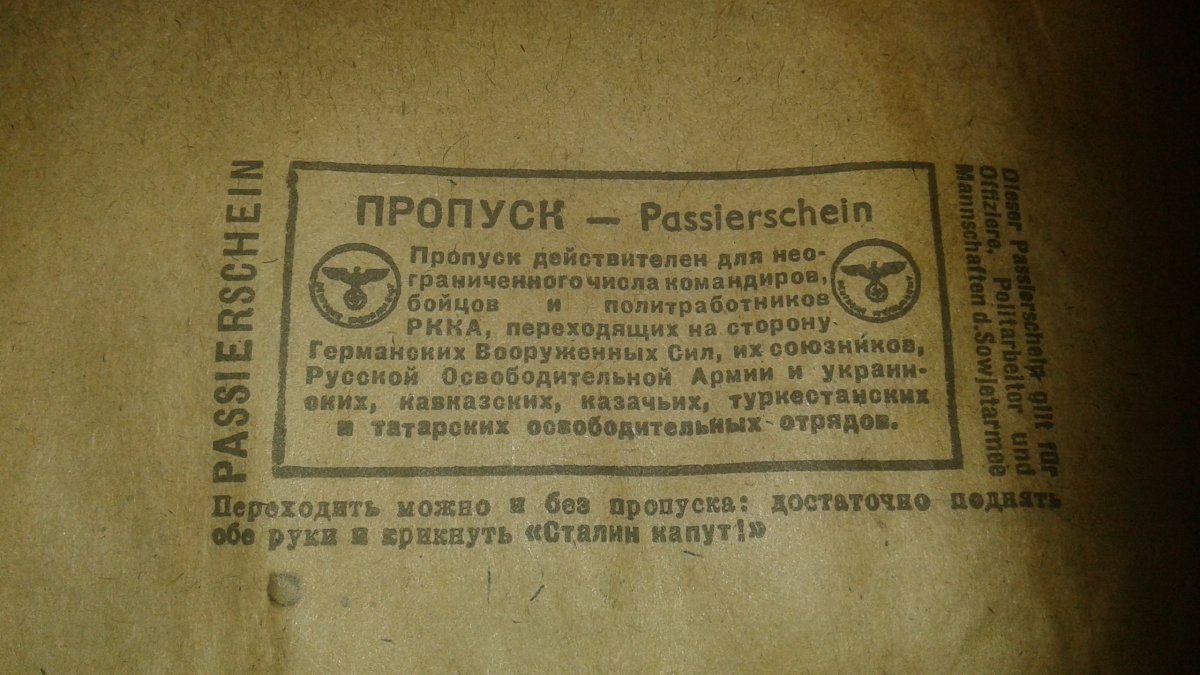 PASSIERSCHEIN
ПРОПУСК — Passierschein
Пропуск действителен для нео-
граниченного числа командиров,
бойцов и политработников
РККА, переходящих на сторону
Германских Вооруженных Сил, их союзников,
Русской Освободительной Армии и украин-
ских, кавказских, казачьих, туркестанских
и татарских освободительных отрядов.
Dieser Passierschein gilt für
Offiziere, Politarbeiter und
Mannschaften d. Sowjetarmee
Переходить можно и без пропуска: достаточно поднять
обе руки и крикнуть «Сталин капут!»